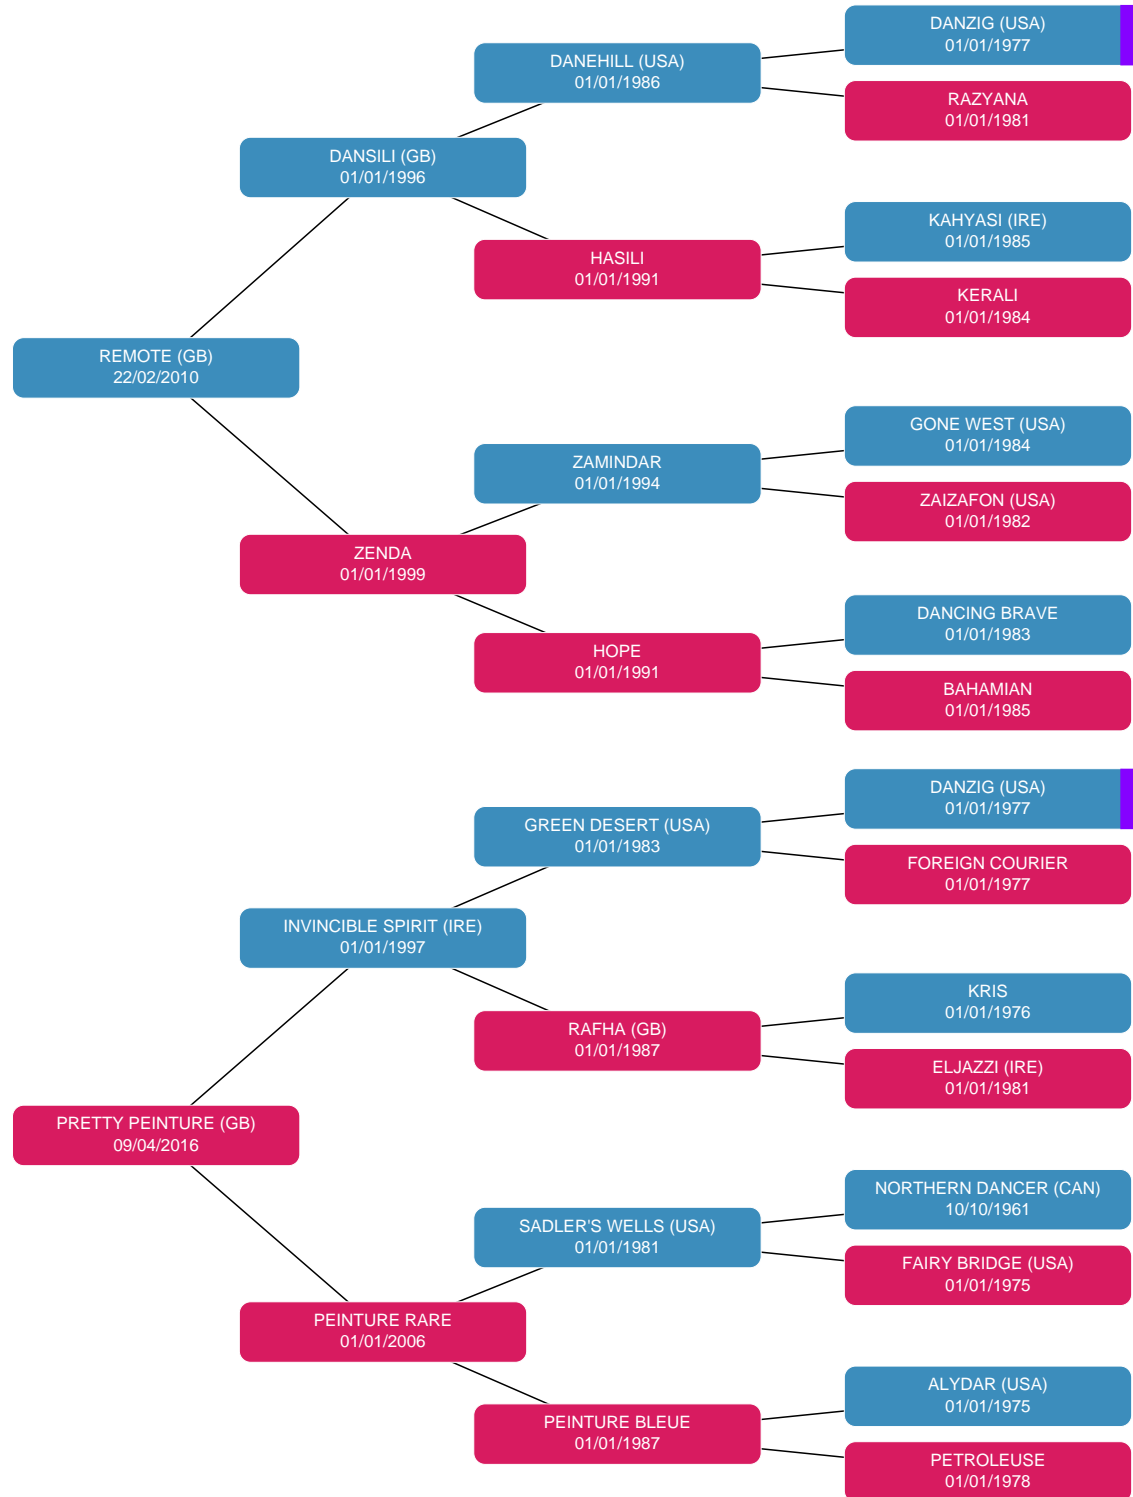 DANZIG (USA)
01/01/1977
DANEHILL (USA)
01/01/1986
RAZYANA
01/01/1981
DANSILI (GB)
01/01/1996
KAHYASI (IRE)
01/01/1985
HASILI
01/01/1991
KERALI
01/01/1984
REMOTE (GB)
22/02/2010
GONE WEST (USA)
01/01/1984
ZAMINDAR
01/01/1994
ZAIZAFON (USA)
01/01/1982
ZENDA
01/01/1999
DANCING BRAVE
01/01/1983
HOPE
01/01/1991
BAHAMIAN
01/01/1985
DANZIG (USA)
01/01/1977
GREEN DESERT (USA)
01/01/1983
FOREIGN COURIER
01/01/1977
INVINCIBLE SPIRIT (IRE)
01/01/1997
KRIS
01/01/1976
RAFHA (GB)
01/01/1987
ELJAZZI (IRE)
01/01/1981
PRETTY PEINTURE (GB)
09/04/2016
NORTHERN DANCER (CAN)
10/10/1961
SADLER'S WELLS (USA)
01/01/1981
FAIRY BRIDGE (USA)
01/01/1975
PEINTURE RARE
01/01/2006
ALYDAR (USA)
01/01/1975
PEINTURE BLEUE
01/01/1987
PETROLEUSE
01/01/1978